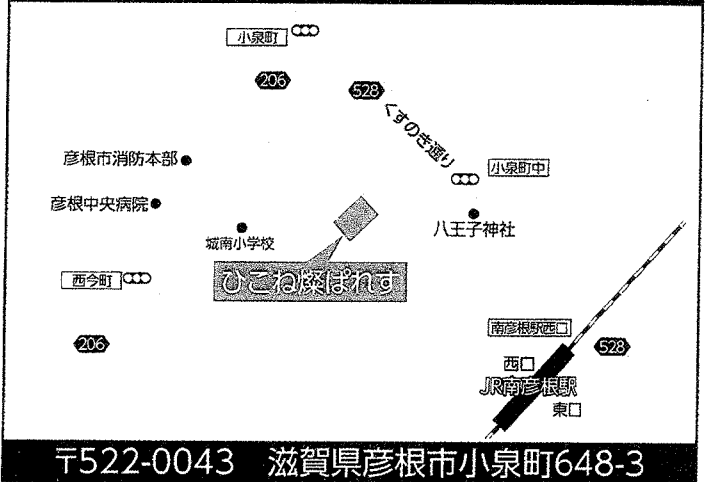 小泉町
206
528
くすのき通り
彦根市消防本部
小泉町中
彦根中央病院
城南小学校
八王子神社
ひこね燦ぱれす
西今町
206
南彦根駅西口
528
西口
JR南彦根駅
東口
〒522-0043 滋賀県彦根市小泉町648-3